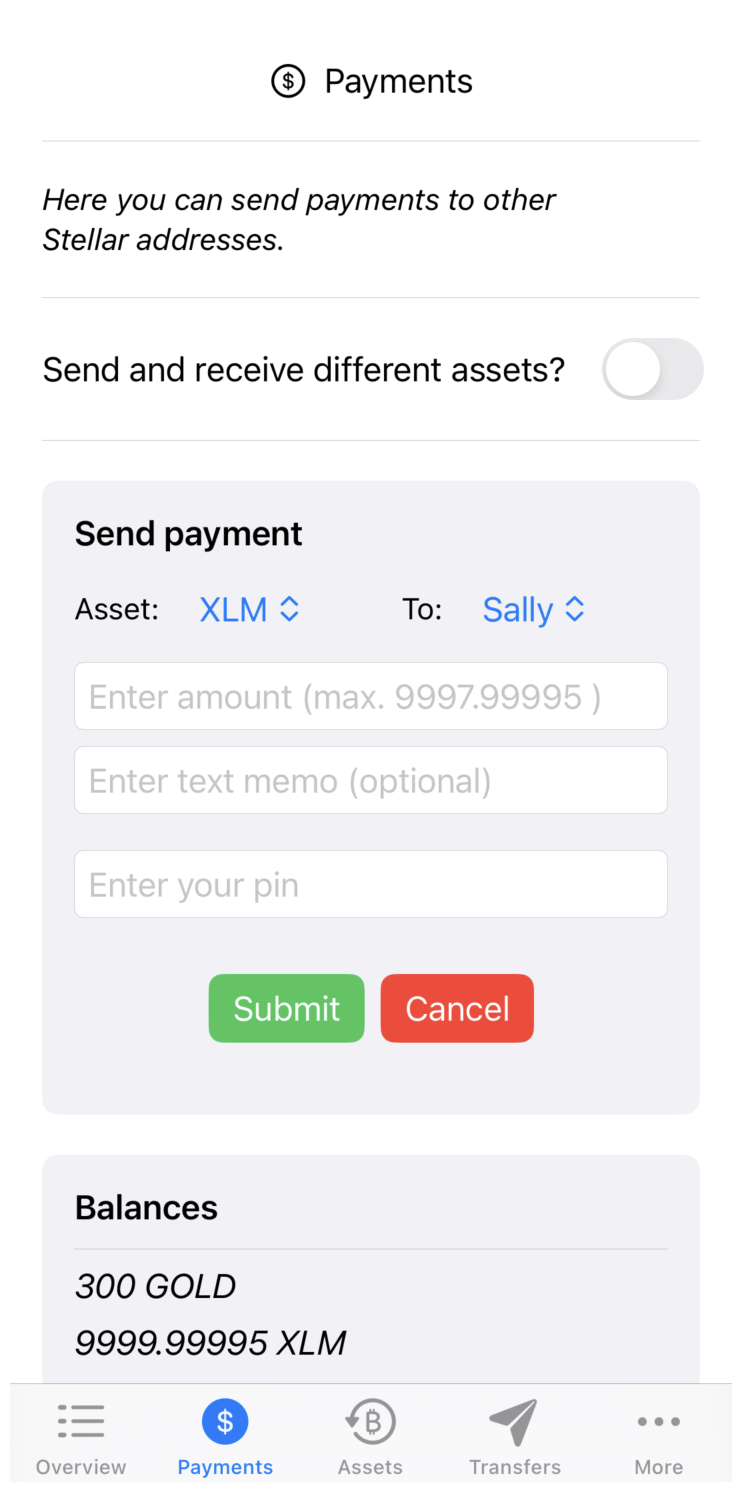 Payments
Here you can send payments to other
Stellar addresses.
Send and receive different assets?
Send payment
Asset: XLM To: Sally
Enter amount (max. 9997.99995 )
Enter text memo (optional)
Enter your pin
Submit Cancel
Balances
300 GOLD
9999.99995 XLM
Overview Payments Assets Transfers More